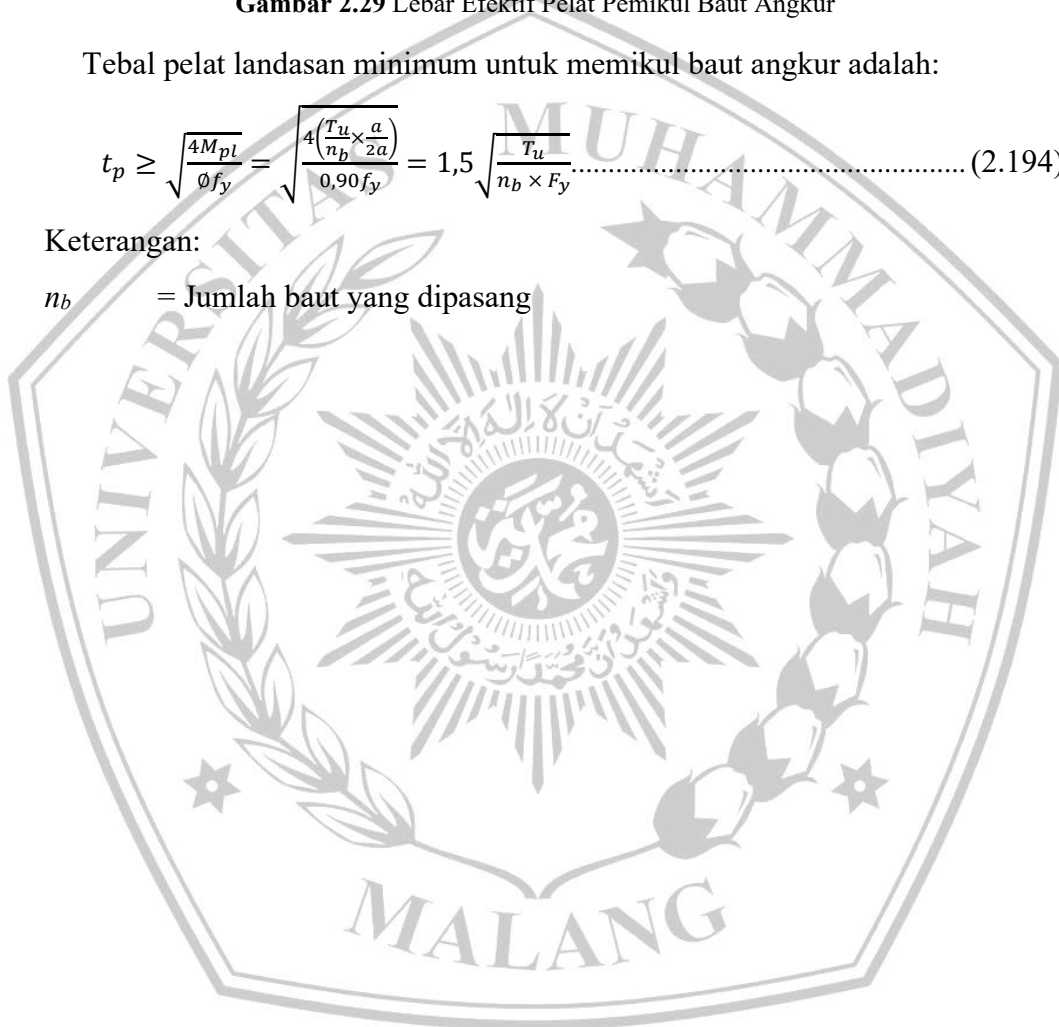 Gambar 2.29 Lebar Efektif Pelat Pemikul Baut Angkur
Tebal pelat landasan minimum untuk memikul baut angkur adalah:
t_p ≥ √(4M_pl / ∅f_y) = √(4(T_u/n_b × a/2a) / 0,90f_y) = 1,5√(T_u / n_b × F_y)................................................(2.194)
Keterangan:
n_b = Jumlah baut yang dipasang
UNIVERSITAS MUHAMMADIYAH
MALANG